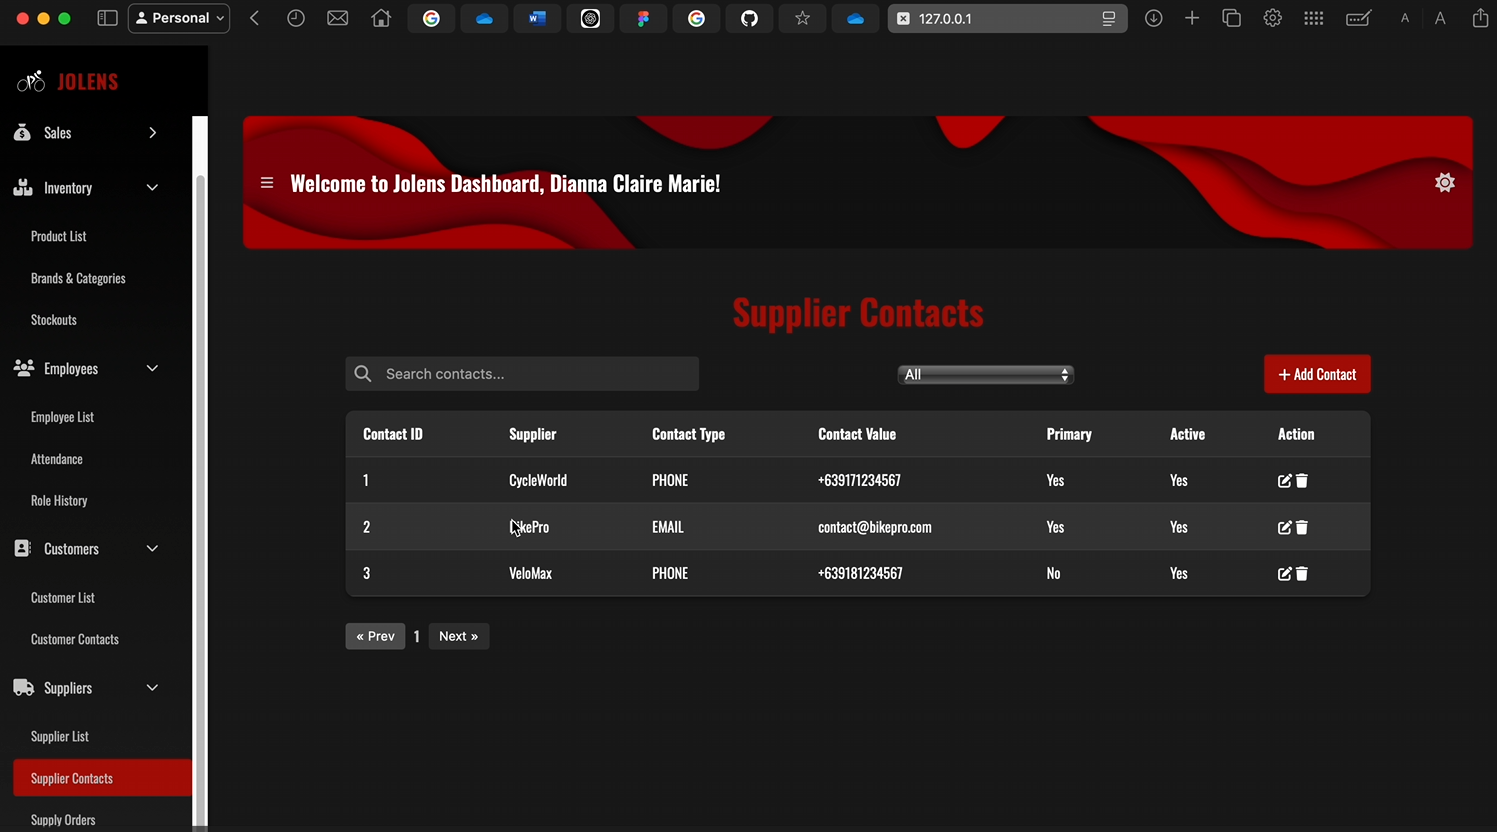 Personal
127.0.0.1
A
A
JOLENS
Sales
Inventory
Product List
Brands & Categories
Stockouts
Employees
Employee List
Attendance
Role History
Customers
Customer List
Customer Contacts
Suppliers
Supplier List
Supplier Contacts
Supply Orders
Welcome to Jolens Dashboard, Dianna Claire Marie!
Supplier Contacts
Search contacts...
All
+ Add Contact
Contact ID Supplier Contact Type Contact Value Primary Active Action
1 CycleWorld PHONE +639171234567 Yes Yes
2 BikePro EMAIL contact@bikepro.com Yes Yes
3 VeloMax PHONE +639181234567 No Yes
« Prev 1 Next »